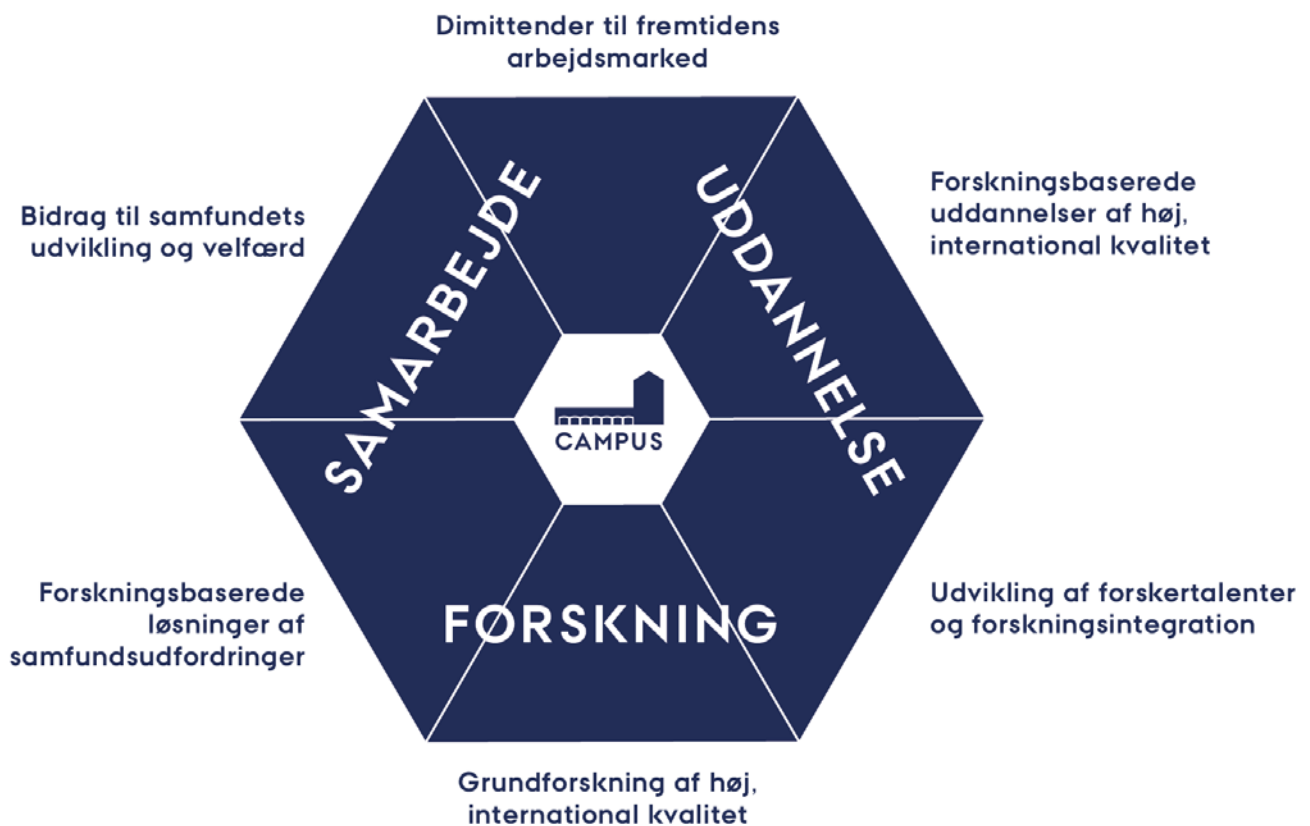 Dimittender til fremtidens
arbejdsmarked
Bidrag til samfundets
udvikling og velfærd
SAMARBEJDE
UDDANNELSE
Forskningsbaserede
uddannelser af høj,
international kvalitet
CAMPUS
Forskningsbaserede
løsninger af
samfundsudfordringer
FORSKNING
Udvikling af forskertalenter
og forskningsintegration
Grundforskning af høj,
international kvalitet